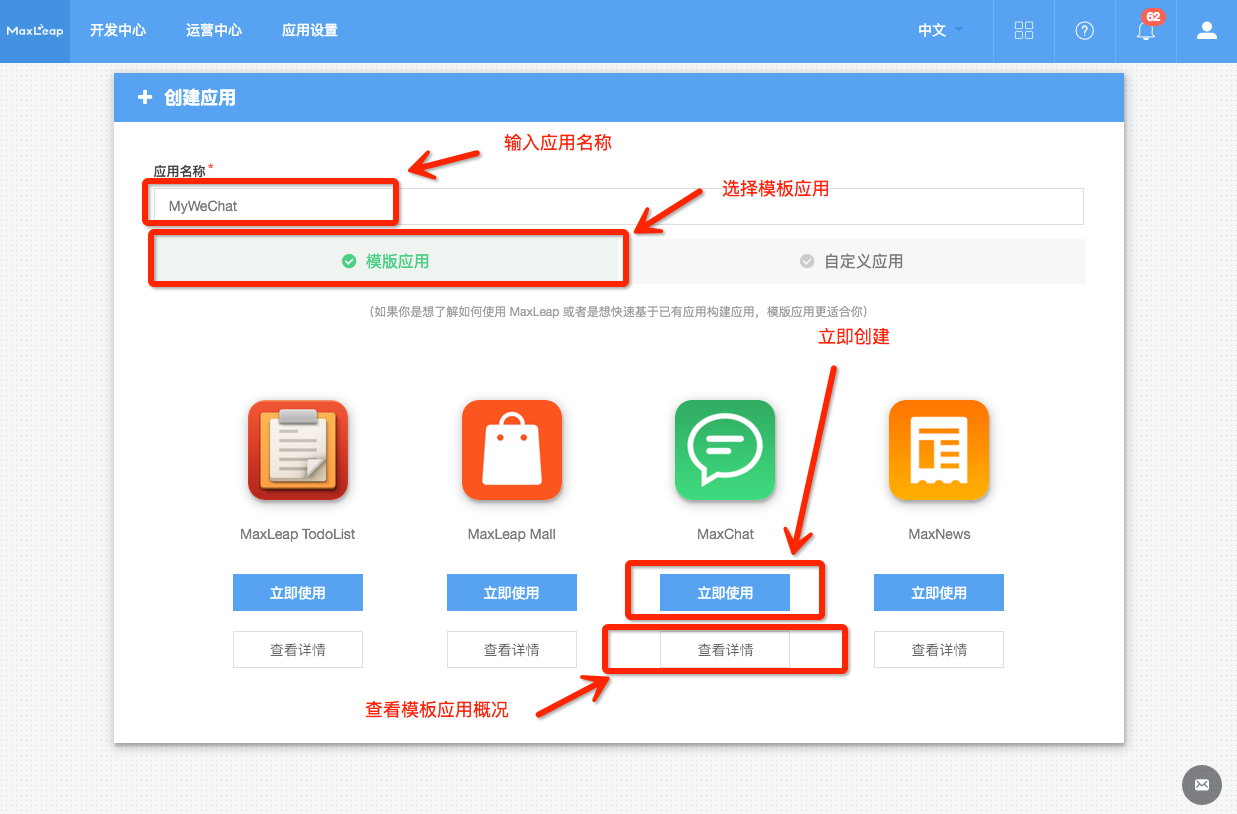 MaxLeap 开发中心 运营中心 应用设置 中文 62
创建应用
输入应用名称
应用名称*
选择模板应用
MyWeChat
模版应用 自定义应用
(如果你是想了解如何使用 MaxLeap 或者是想快速基于已有应用构建应用，模版应用更适合你)
立即创建
MaxLeap TodoList MaxLeap Mall MaxChat MaxNews
立即使用 立即使用 立即使用 立即使用
查看详情 查看详情 查看详情 查看详情
查看模板应用概况